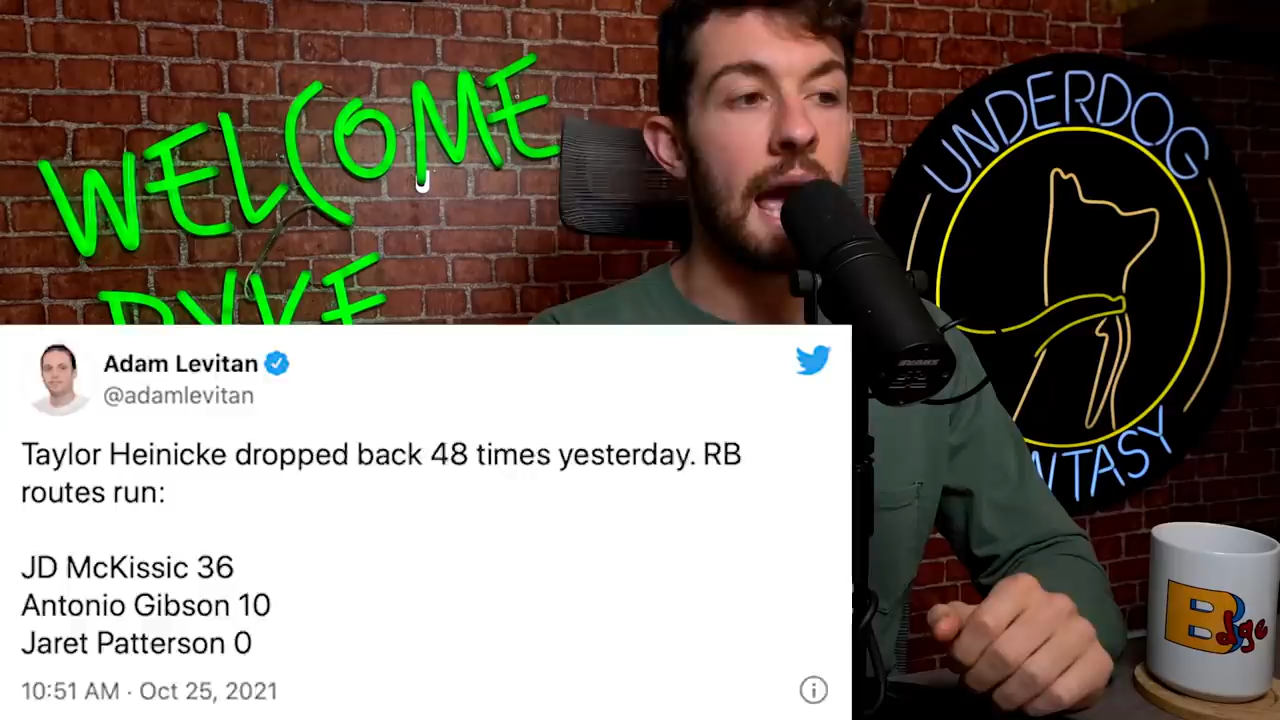 WELCOME
UNDERDOG
Adam Levitan
@adamlevitan
Taylor Heinicke dropped back 48 times yesterday. RB
routes run:
JD McKissic 36
Antonio Gibson 10
Jaret Patterson 0
10:51 AM · Oct 25, 2021
Bdge